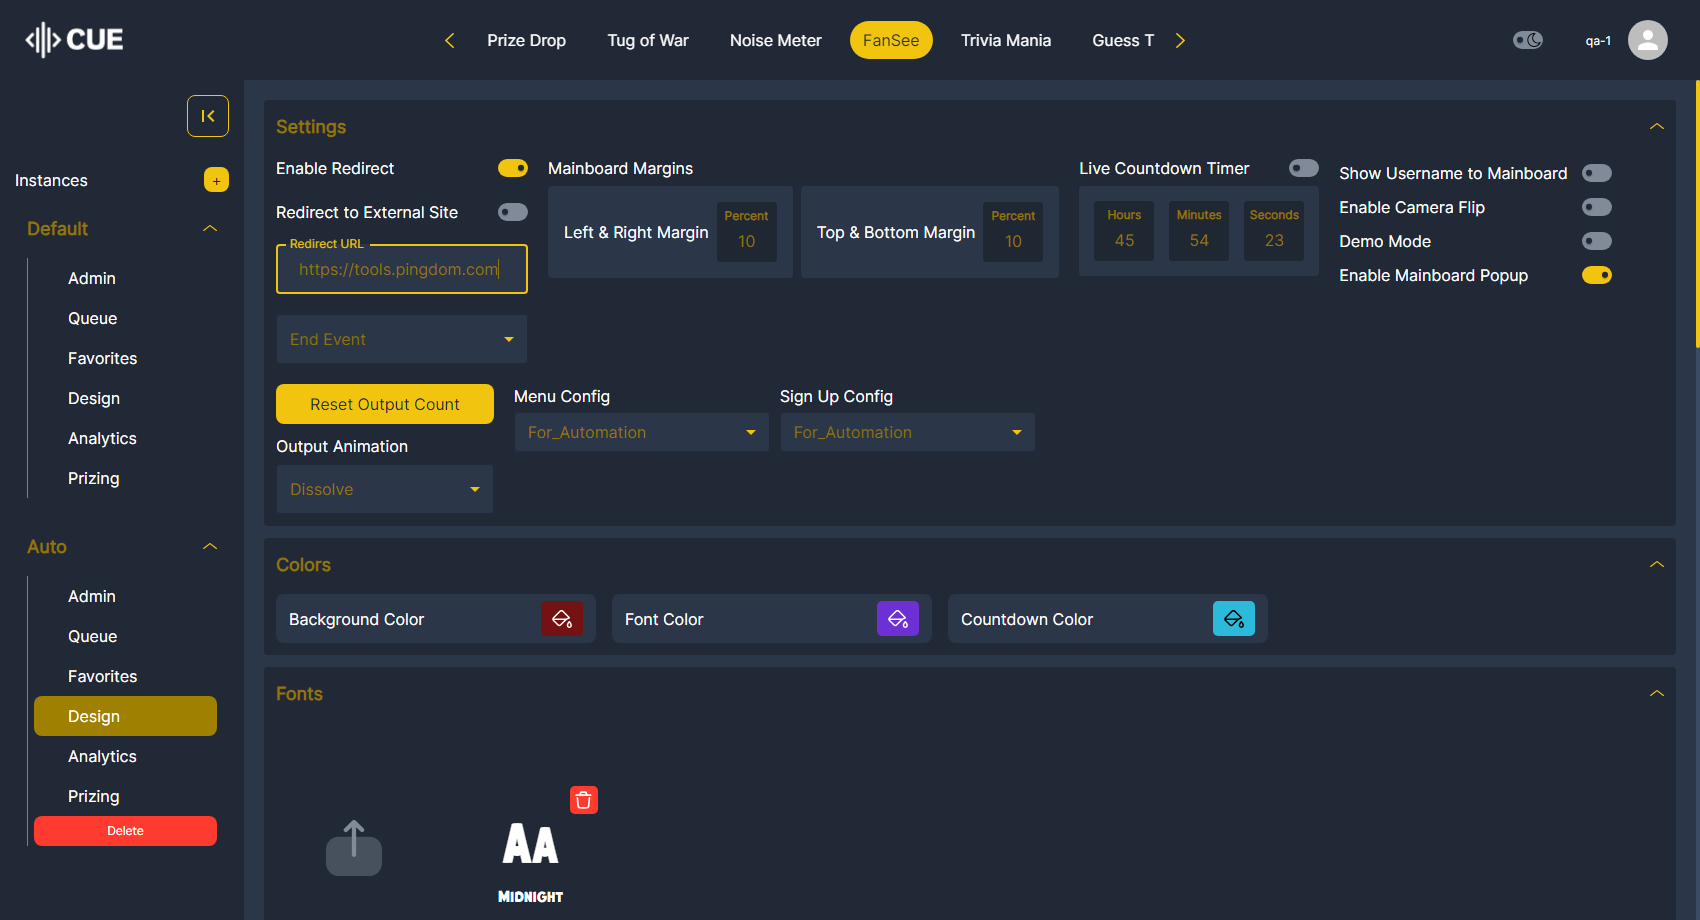 CUE
Prize Drop
Tug of War
Noise Meter
FanSee
Trivia Mania
Guess T
qa-1
Instances
+
Default
Admin
Queue
Favorites
Design
Analytics
Prizing
Auto
Admin
Queue
Favorites
Design
Analytics
Prizing
Delete
Settings
Enable Redirect
Redirect to External Site
Redirect URL
https://tools.pingdom.com
End Event
Mainboard Margins
Left & Right Margin
Percent
10
Top & Bottom Margin
Percent
10
Live Countdown Timer
Hours
45
Minutes
54
Seconds
23
Show Username to Mainboard
Enable Camera Flip
Demo Mode
Enable Mainboard Popup
Reset Output Count
Output Animation
Dissolve
Menu Config
For_Automation
Sign Up Config
For_Automation
Colors
Background Color
Font Color
Countdown Color
Fonts
AA
MIDNIGHT